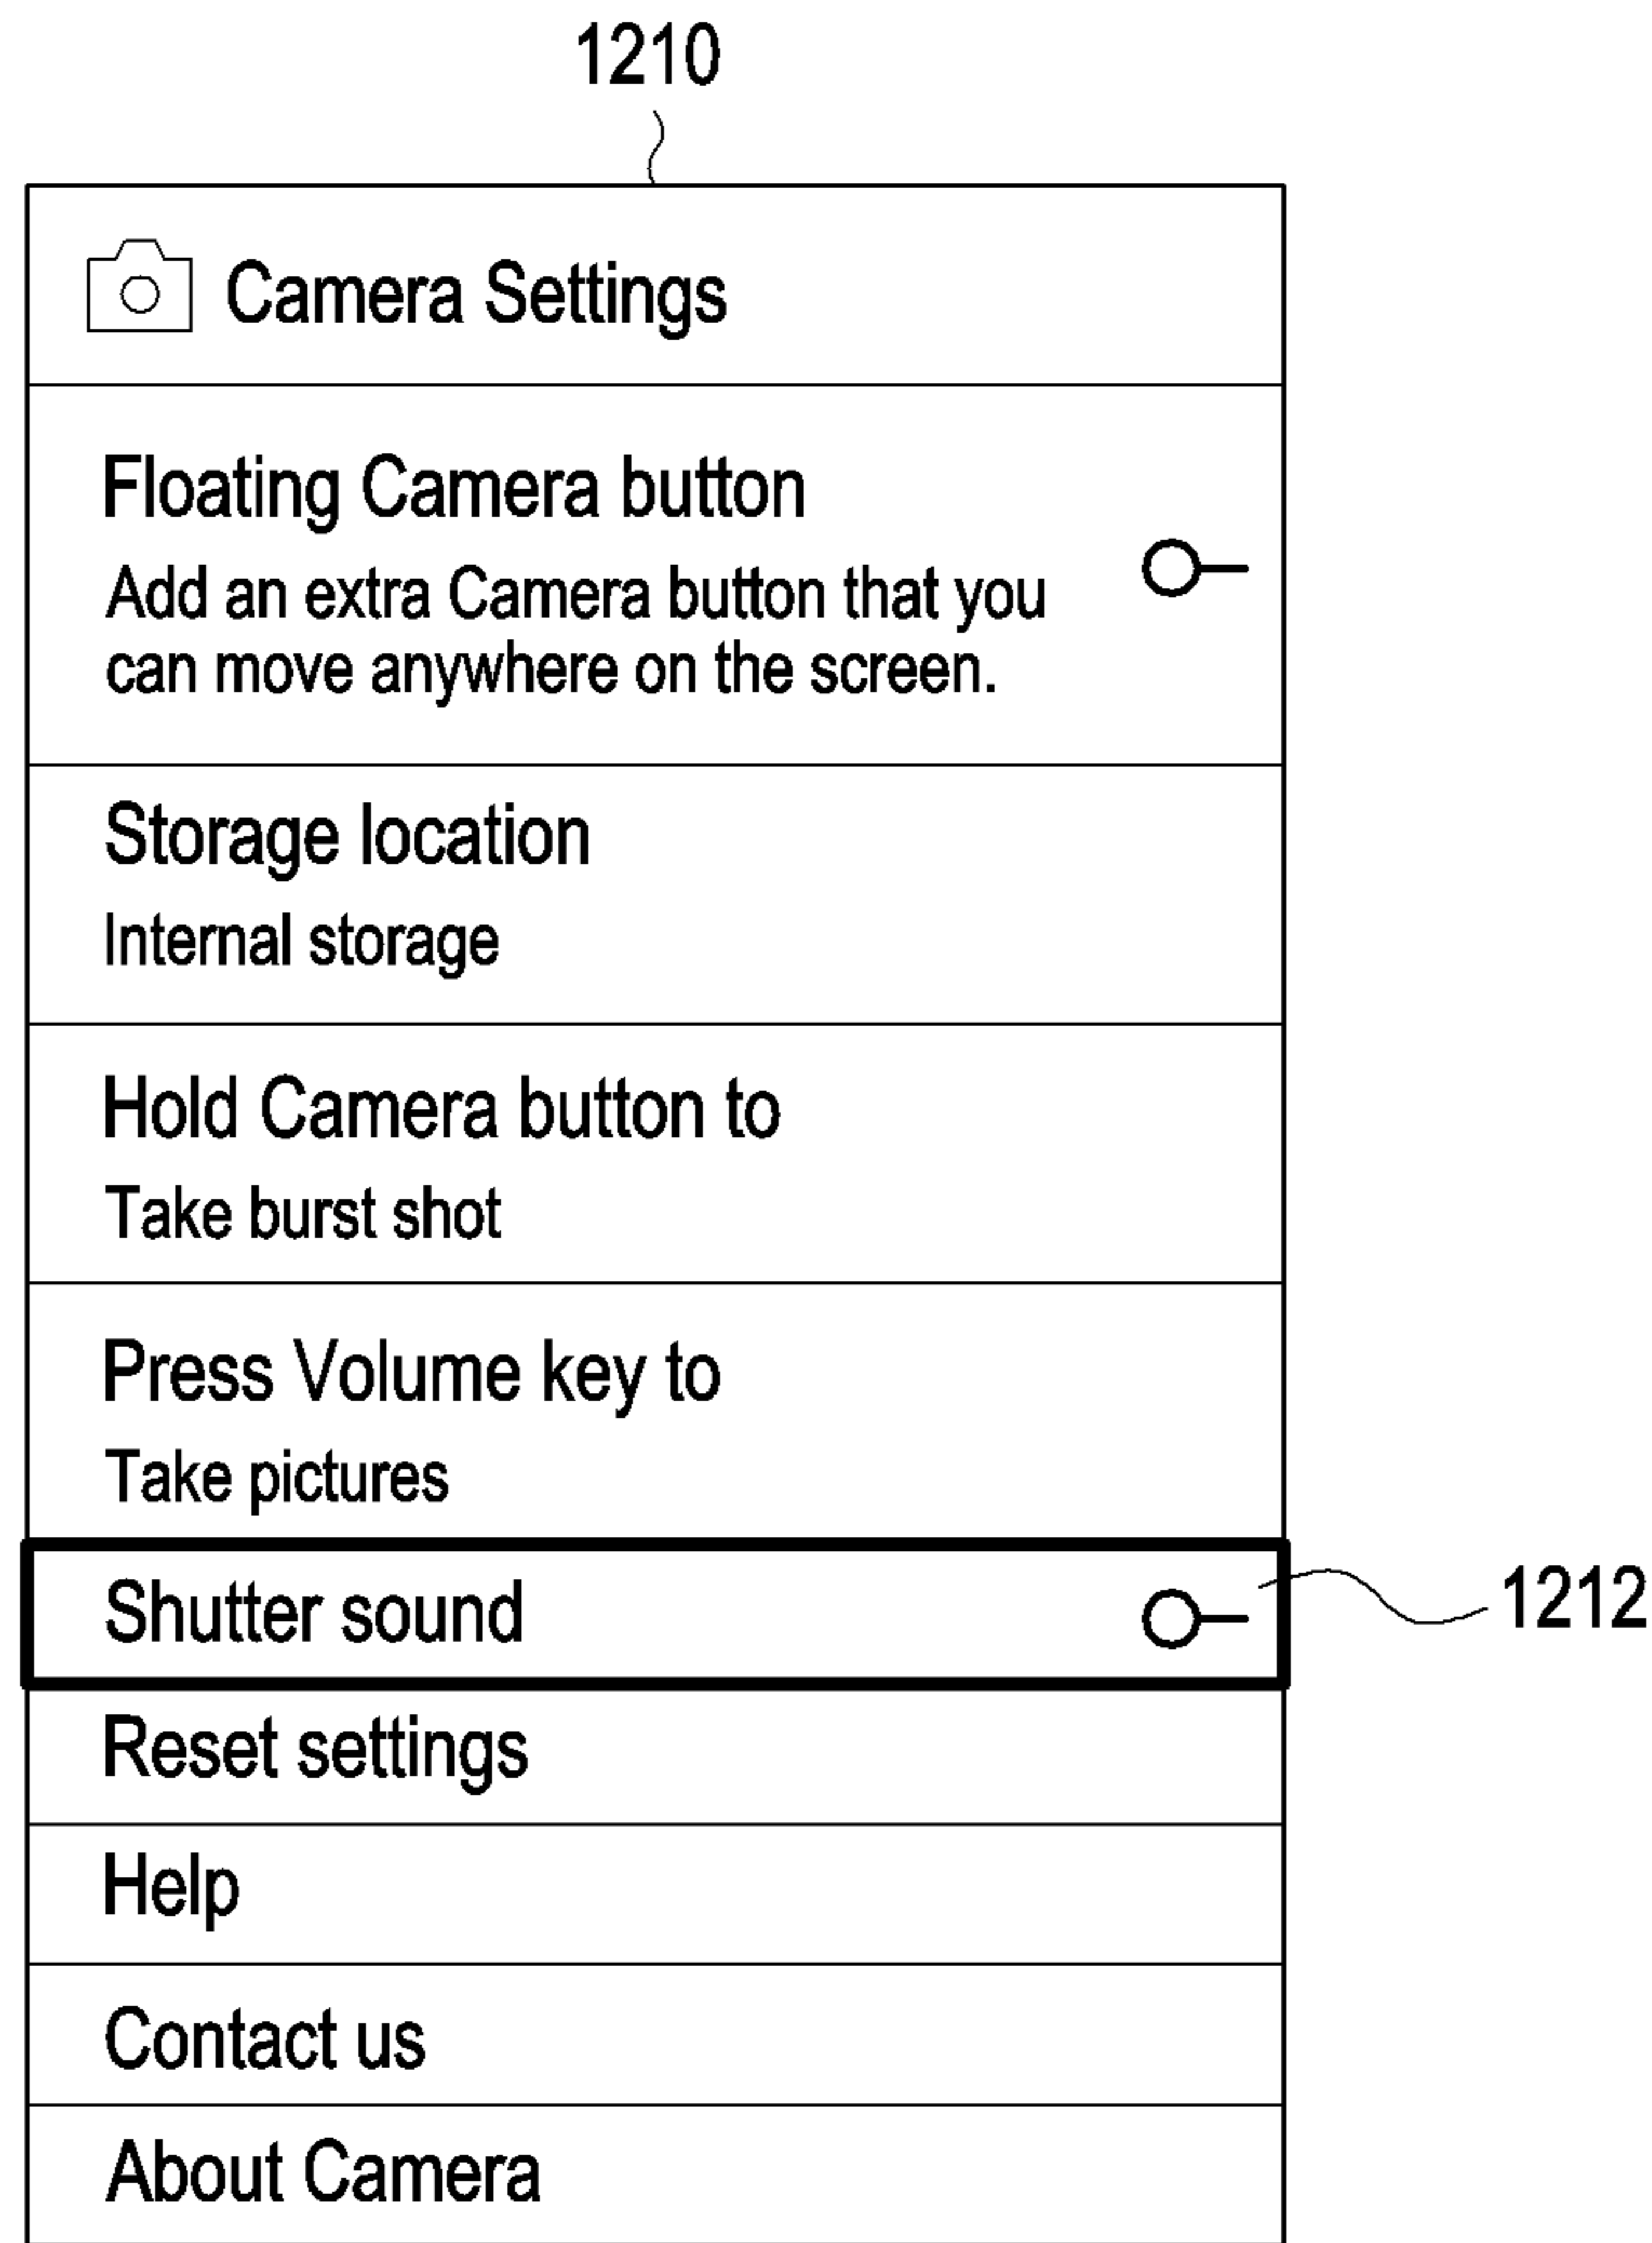 1210
Camera Settings
Floating Camera button
Add an extra Camera button that you
can move anywhere on the screen.
Storage location
Internal storage
Hold Camera button to
Take burst shot
Press Volume key to
Take pictures
Shutter sound
1212
Reset settings
Help
Contact us
About Camera